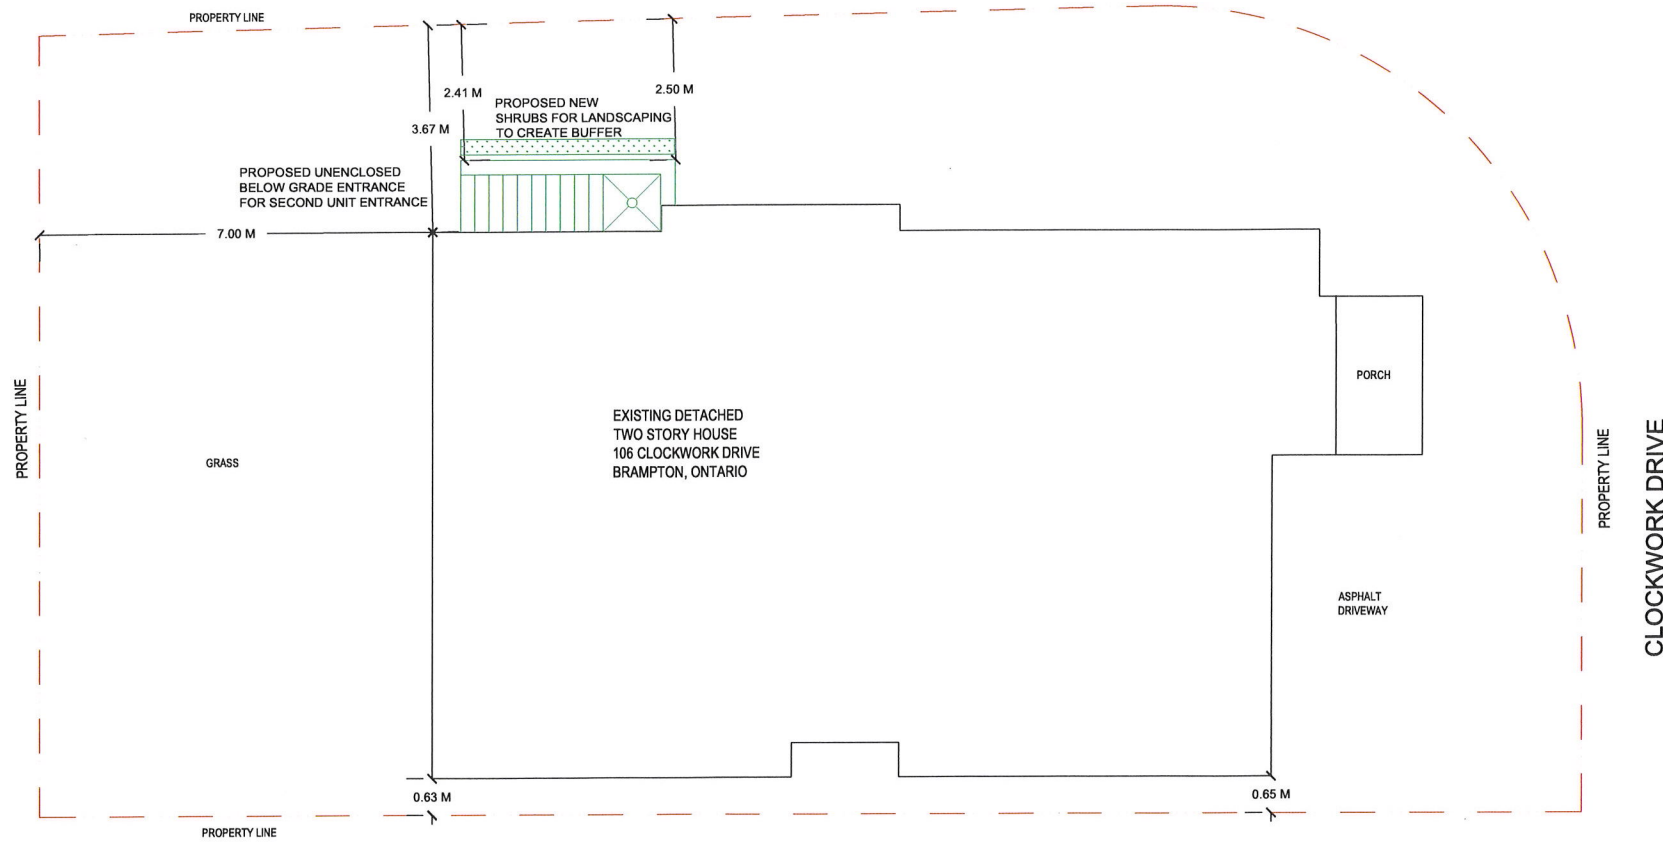 PROPERTY LINE
2.41 M
2.50 M
PROPOSED NEW
SHRUBS FOR LANDSCAPING
TO CREATE BUFFER
3.67 M
PROPOSED UNENCLOSED
BELOW GRADE ENTRANCE
FOR SECOND UNIT ENTRANCE
7.00 M
PORCH
PROPERTY LINE
EXISTING DETACHED
TWO STORY HOUSE
106 CLOCKWORK DRIVE
BRAMPTON, ONTARIO
GRASS
PROPERTY LINE
CLOCKWORK DRIVE
ASPHALT
DRIVEWAY
0.63 M
0.65 M
PROPERTY LINE